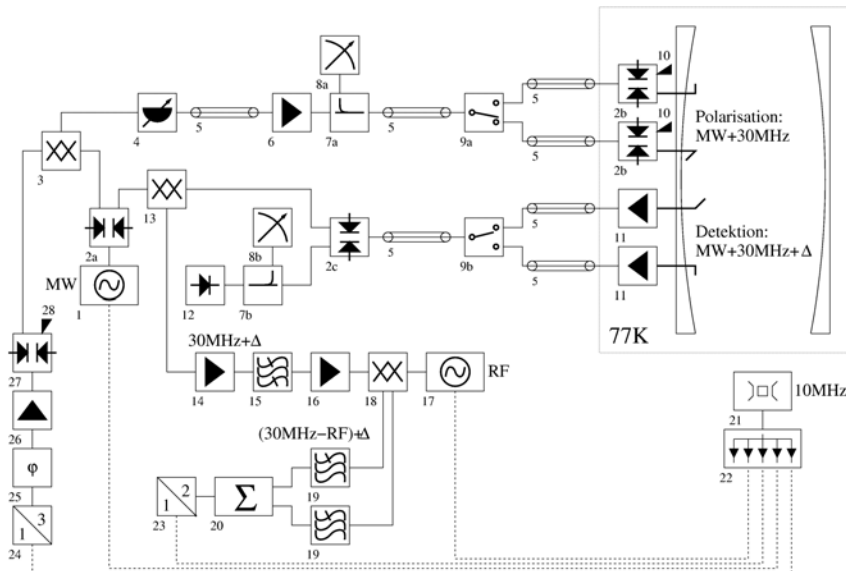 8a
10
4
5
6
7a
5
9a
5
2b
Polarisation:
MW+30MHz
10
3
5
2b
13
8b
5
11
Detektion:
MW+30MHz+Δ
2a
MW
2c
5
9b
5
11
1
12
7b
77K
28
30MHz+Δ
RF
27
14
15
16
18
17
10MHz
21
26
(30MHz−RF)+Δ
φ
25
19
22
1 2
Σ
23
20
1 3
19
24